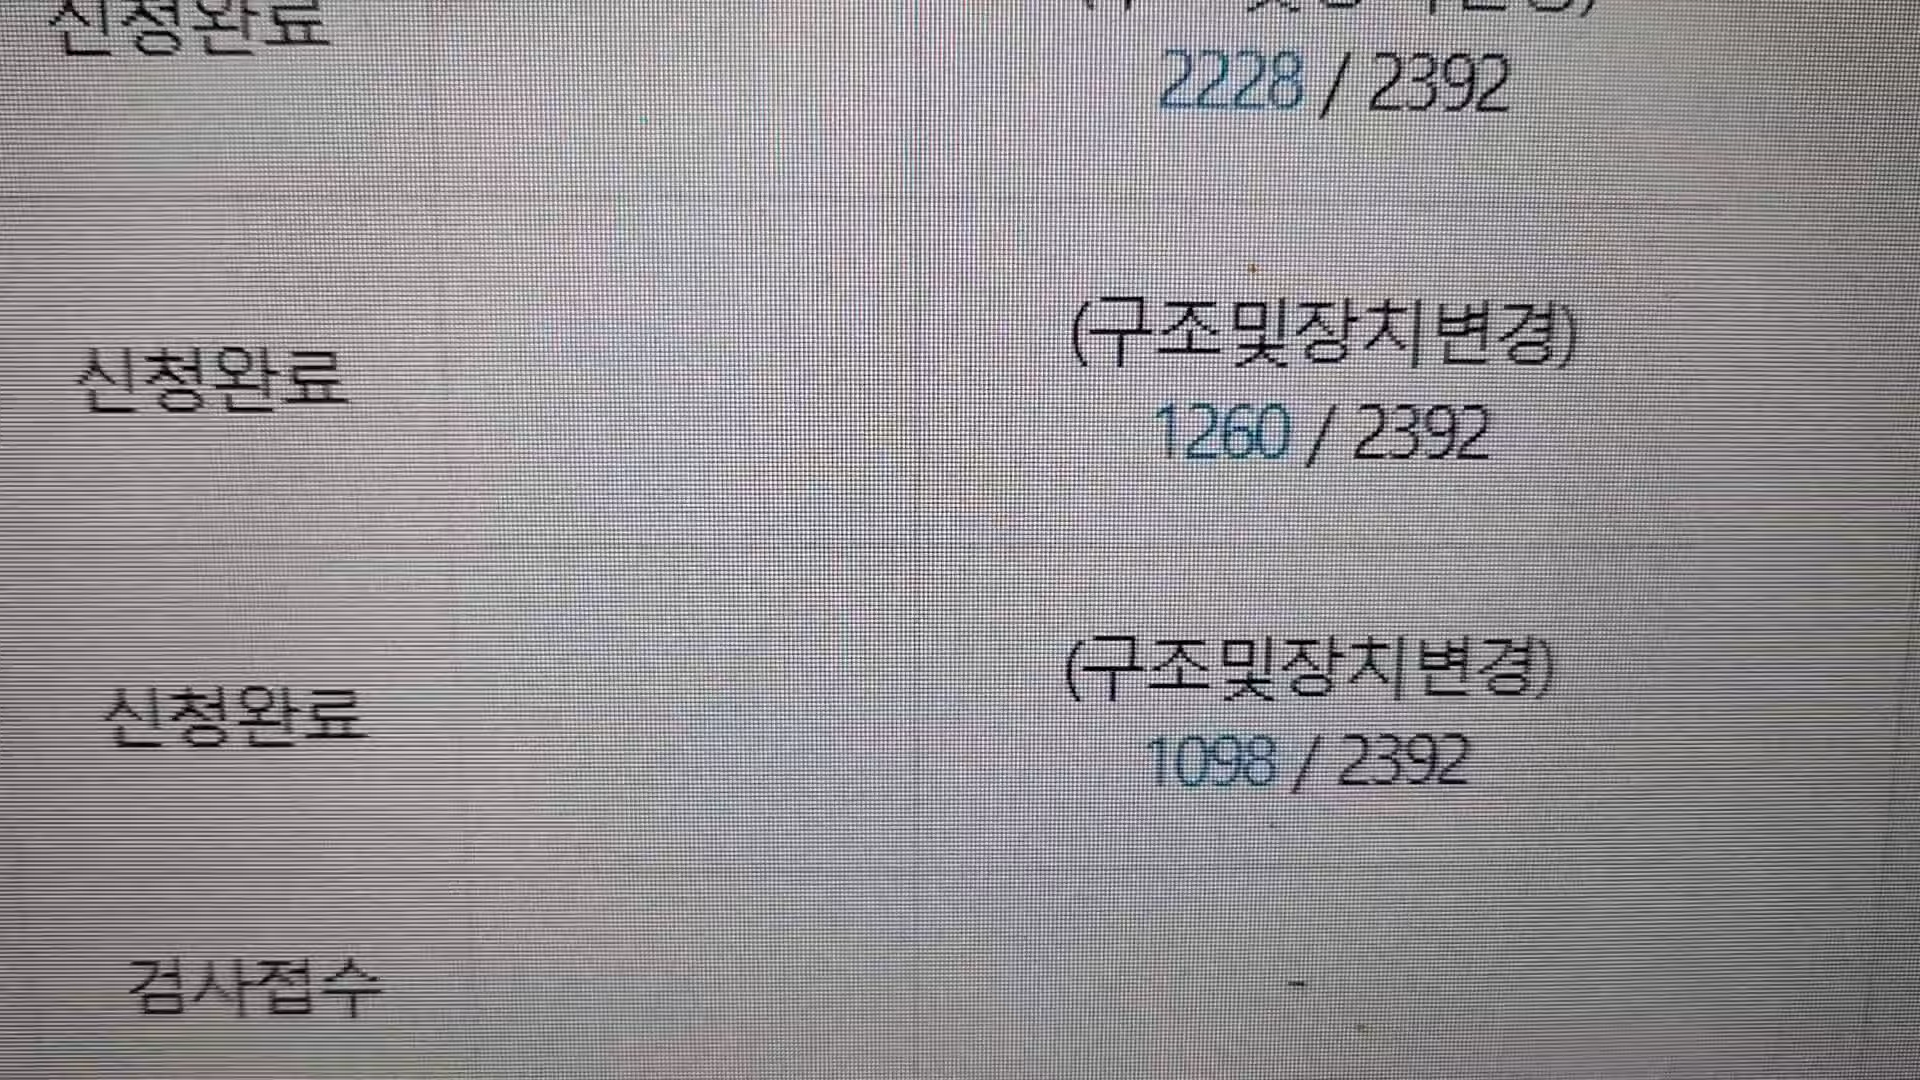 신청완료
2228 / 2392
(구조및장치변경)
신청완료
1260 / 2392
(구조및장치변경)
신청완료
1098 / 2392
검사접수
-